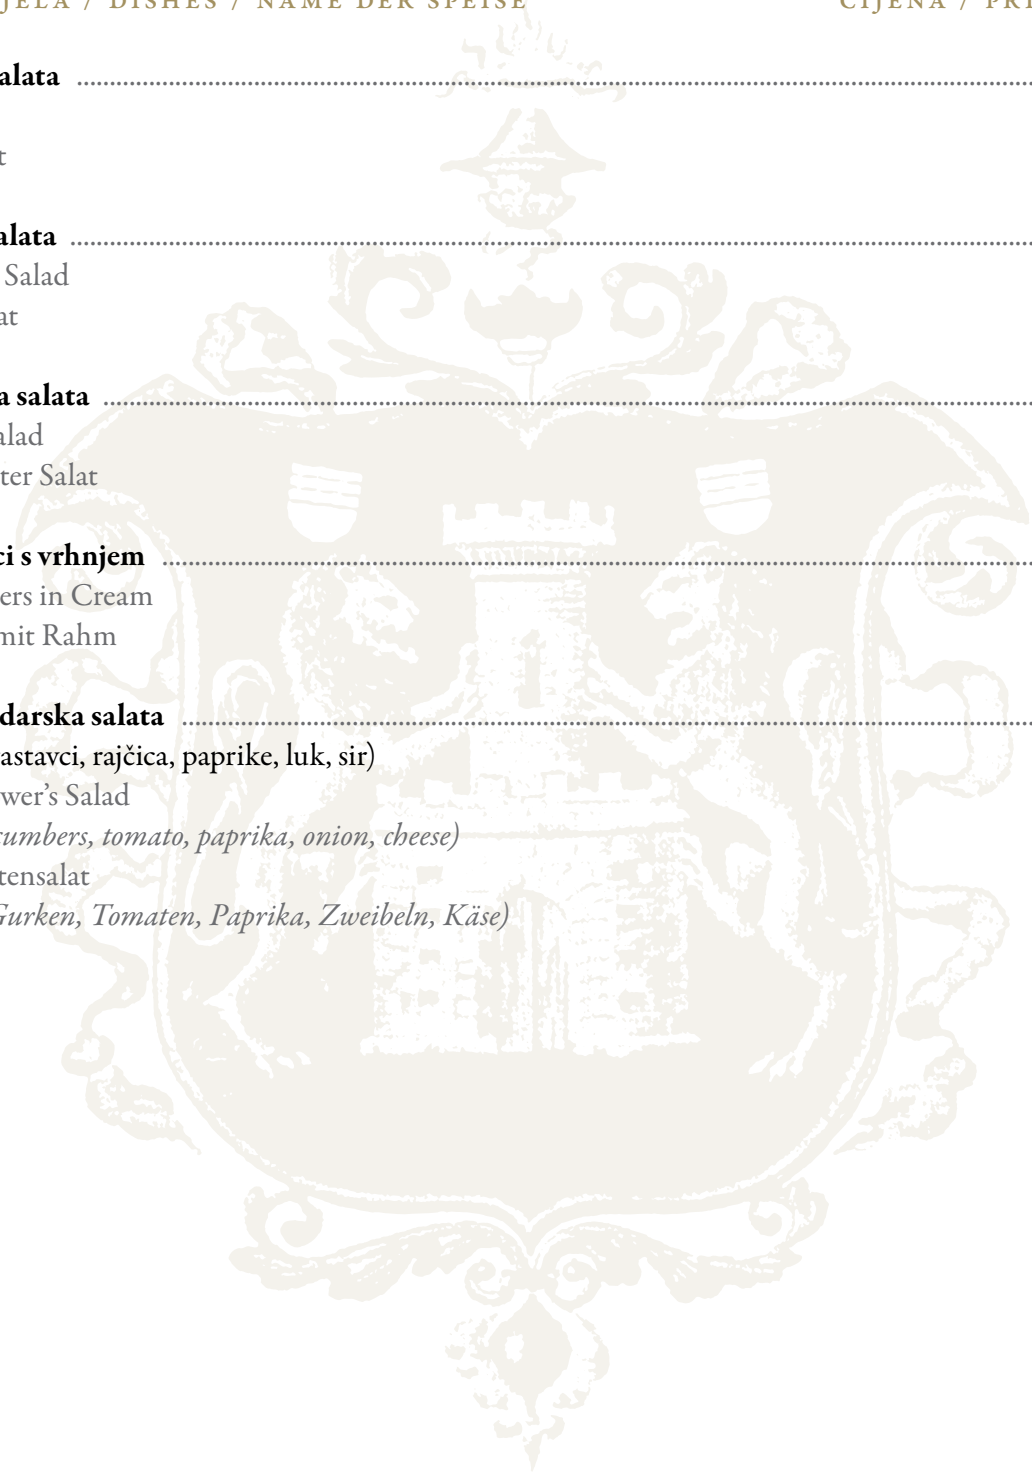 JELA / DISHES / NAME DER SPEISE CIJENA / PRI
alata
t
alata
Salad
at
a salata
alad
ter Salat
ci s vrhnjem
ers in Cream
mit Rahm
darska salata
astavci, rajčica, paprike, luk, sir)
wer’s Salad
cumbers, tomato, paprika, onion, cheese)
tensalat
Gurken, Tomaten, Paprika, Zweibeln, Käse)